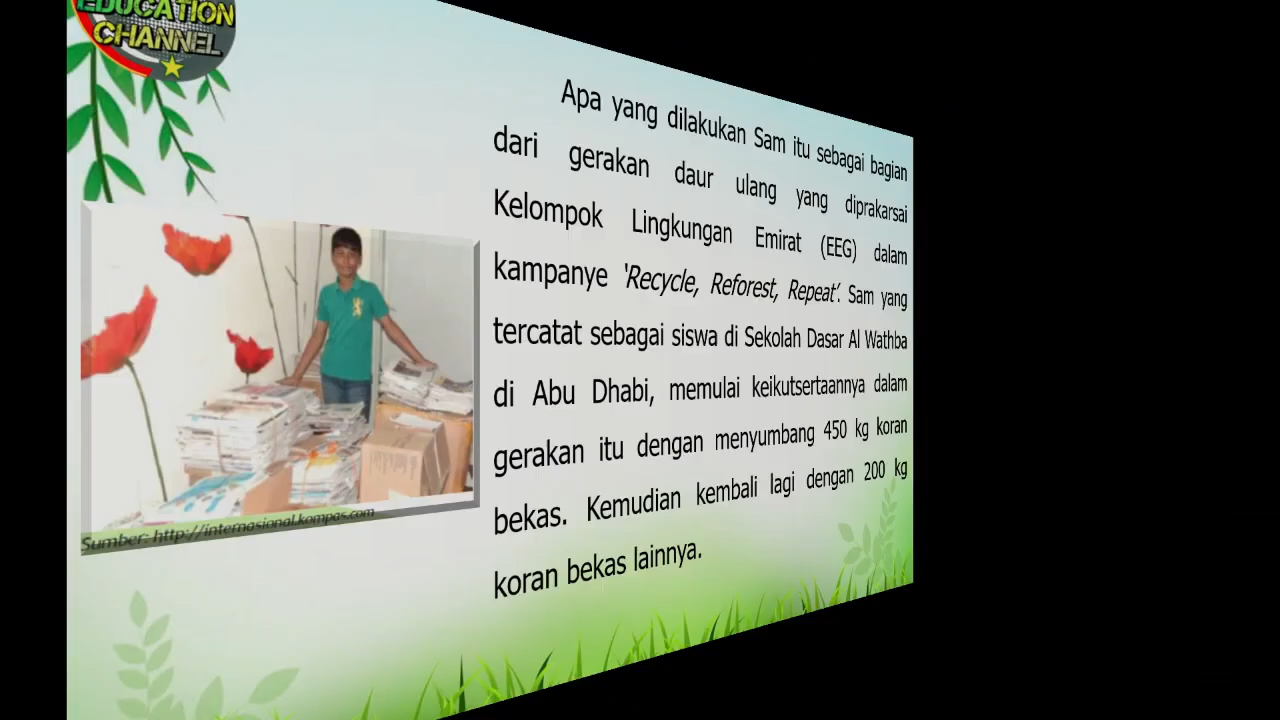 EDUCATION
CHANNEL
Apa yang dilakukan Sam itu sebagai bagian
dari gerakan daur ulang yang diprakarsai
Kelompok Lingkungan Emirat (EEG) dalam
kampanye 'Recycle, Reforest, Repeat'. Sam yang
tercatat sebagai siswa di Sekolah Dasar Al Wathba
di Abu Dhabi, memulai keikutsertaannya dalam
gerakan itu dengan menyumbang 450 kg koran
bekas. Kemudian kembali lagi dengan 200 kg
koran bekas lainnya.
Sumber: http://internasional.kompas.com